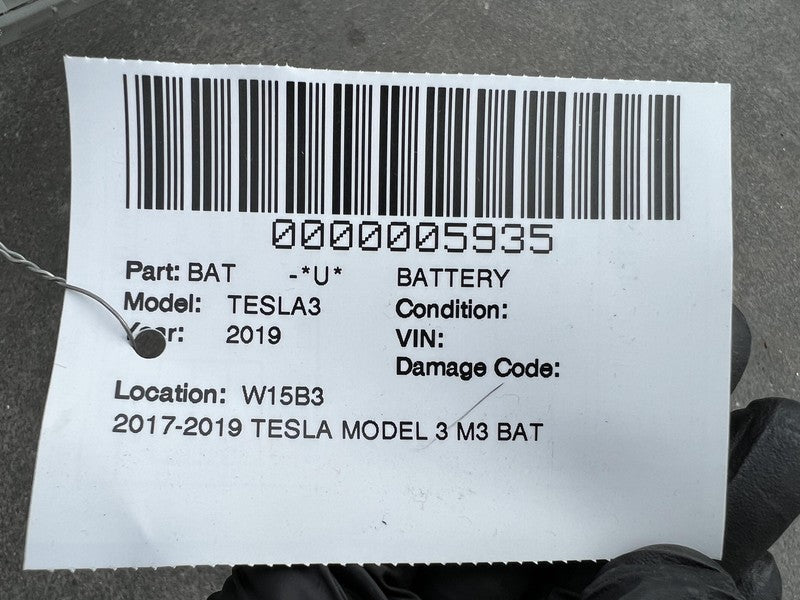 0000005935
Part: BAT -*U* BATTERY
Model: TESLA3 Condition:
Year: 2019 VIN:
Damage Code:
Location: W15B3
2017-2019 TESLA MODEL 3 M3 BAT